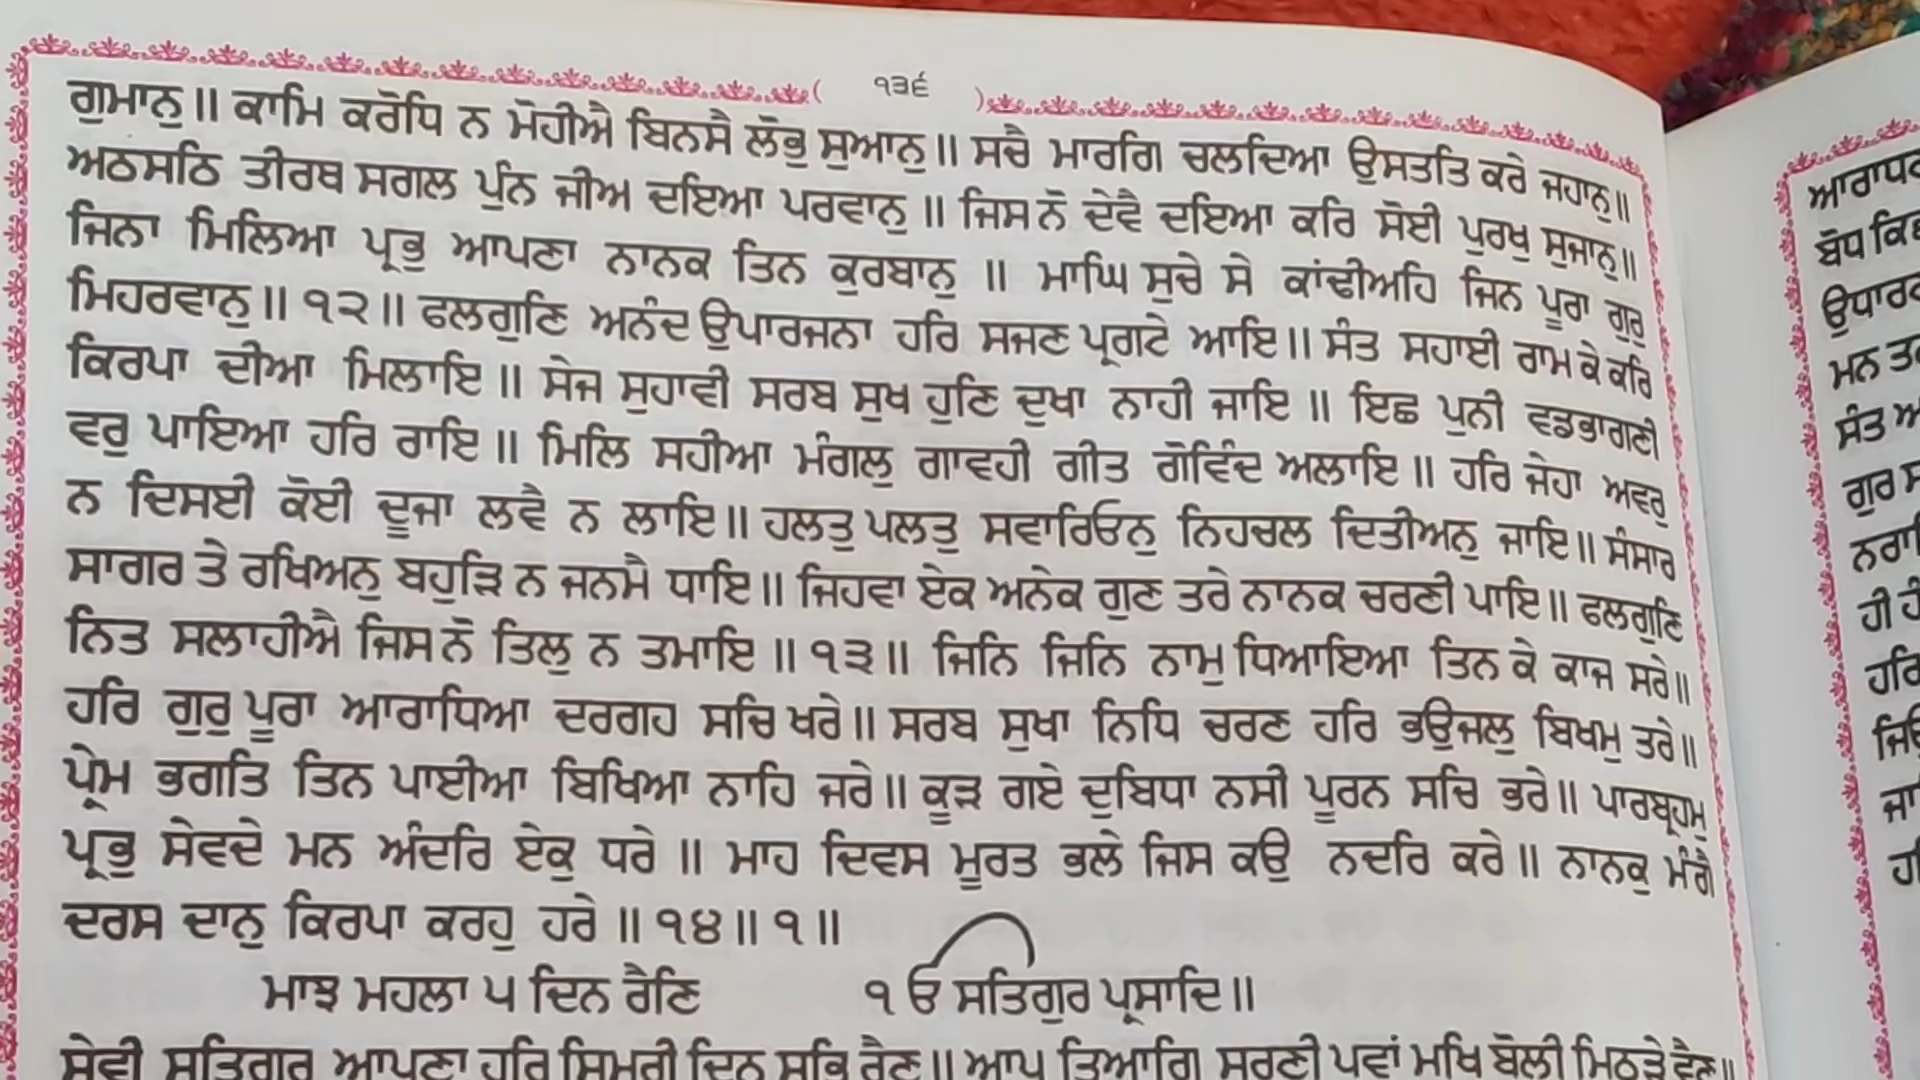 ੧੩੬
ਗੁਮਾਨੁ॥ ਕਾਮਿ ਕਰੋਧਿ ਨ ਮੋਹੀਐ ਬਿਨਸੈ ਲੋਭੁ ਸੁਆਨੁ॥ ਸਚੈ ਮਾਰਗਿ ਚਲਦਿਆ ਉਸਤਤਿ ਕਰੇ ਜਹਾਨੁ॥
ਅਠਸਠਿ ਤੀਰਥ ਸਗਲ ਪੁੰਨ ਜੀਅ ਦਇਆ ਪਰਵਾਨੁ॥ ਜਿਸ ਨੋ ਦੇਵੈ ਦਇਆ ਕਰਿ ਸੋਈ ਪੁਰਖੁ ਸੁਜਾਨੁ॥
ਜਿਨਾ ਮਿਲਿਆ ਪ੍ਰਭੁ ਆਪਣਾ ਨਾਨਕ ਤਿਨ ਕੁਰਬਾਨੁ॥ ਮਾਘਿ ਸੁਚੇ ਸੇ ਕਾਂਢੀਅਹਿ ਜਿਨ ਪੂਰਾ ਗੁਰੁ
ਮਿਹਰਵਾਨੁ॥੧੨॥ ਫਲਗੁਣਿ ਅਨੰਦ ਉਪਾਰਜਨਾ ਹਰਿ ਸਜਣ ਪ੍ਰਗਟੇ ਆਇ॥ ਸੰਤ ਸਹਾਈ ਰਾਮ ਕੇ ਕਰਿ
ਕਿਰਪਾ ਦੀਆ ਮਿਲਾਇ॥ ਸੇਜ ਸੁਹਾਵੀ ਸਰਬ ਸੁਖ ਹੁਣਿ ਦੁਖਾ ਨਾਹੀ ਜਾਇ॥ ਇਛ ਪੁਨੀ ਵਡਭਾਗਣੀ
ਵਰੁ ਪਾਇਆ ਹਰਿ ਰਾਇ॥ ਮਿਲਿ ਸਹੀਆ ਮੰਗਲੁ ਗਾਵਹੀ ਗੀਤ ਗੋਵਿੰਦ ਅਲਾਇ॥ ਹਰਿ ਜੇਹਾ ਅਵਰੁ
ਨ ਦਿਸਈ ਕੋਈ ਦੂਜਾ ਲਵੈ ਨ ਲਾਇ॥ ਹਲਤੁ ਪਲਤੁ ਸਵਾਰਿਓਨੁ ਨਿਹਚਲ ਦਿਤੀਅਨੁ ਜਾਇ॥ ਸੰਸਾਰ
ਸਾਗਰ ਤੇ ਰਖਿਅਨੁ ਬਹੁੜਿ ਨ ਜਨਮੈ ਧਾਇ॥ ਜਿਹਵਾ ਏਕ ਅਨੇਕ ਗੁਣ ਤਰੇ ਨਾਨਕ ਚਰਣੀ ਪਾਇ॥ ਫਲਗੁਣਿ
ਨਿਤ ਸਲਾਹੀਐ ਜਿਸ ਨੋ ਤਿਲੁ ਨ ਤਮਾਇ॥੧੩॥ ਜਿਨਿ ਜਿਨਿ ਨਾਮੁ ਧਿਆਇਆ ਤਿਨ ਕੇ ਕਾਜ ਸਰੇ॥
ਹਰਿ ਗੁਰੁ ਪੂਰਾ ਆਰਾਧਿਆ ਦਰਗਹ ਸਚਿ ਖਰੇ॥ ਸਰਬ ਸੁਖਾ ਨਿਧਿ ਚਰਣ ਹਰਿ ਭਉਜਲੁ ਬਿਖਮੁ ਤਰੇ॥
ਪ੍ਰੇਮ ਭਗਤਿ ਤਿਨ ਪਾਈਆ ਬਿਖਿਆ ਨਾਹਿ ਜਰੇ॥ ਕੂੜ ਗਏ ਦੁਬਿਧਾ ਨਸੀ ਪੂਰਨ ਸਚਿ ਭਰੇ॥ ਪਾਰਬ੍ਰਹਮੁ
ਪ੍ਰਭੁ ਸੇਵਦੇ ਮਨ ਅੰਦਰਿ ਏਕੁ ਧਰੇ॥ ਮਾਹ ਦਿਵਸ ਮੂਰਤ ਭਲੇ ਜਿਸ ਕਉ ਨਦਰਿ ਕਰੇ॥ ਨਾਨਕੁ ਮੰਗੈ
ਦਰਸ ਦਾਨੁ ਕਿਰਪਾ ਕਰਹੁ ਹਰੇ॥੧੪॥੧॥
ਮਾਝ ਮਹਲਾ ੫ ਦਿਨ ਰੈਣਿ ੴ ਸਤਿਗੁਰ ਪ੍ਰਸਾਦਿ॥
ਸੇਵੀ ਸਤਿਗੁਰੁ ਆਪਣਾ ਹਰਿ ਸਿਮਰੀ ਦਿਨ ਸਭਿ ਰੈਣ॥ ਆਪੁ ਤਿਆਗਿ ਸਰਣੀ ਪਵਾਂ ਮੁਖਿ ਬੋਲੀ ਮਿਠੜੇ ਵੈਣ॥
ਬੋਧ
ਮਨ
ਸੰਤ
ਗੁਰ
ਹੀ
ਹਰਿ